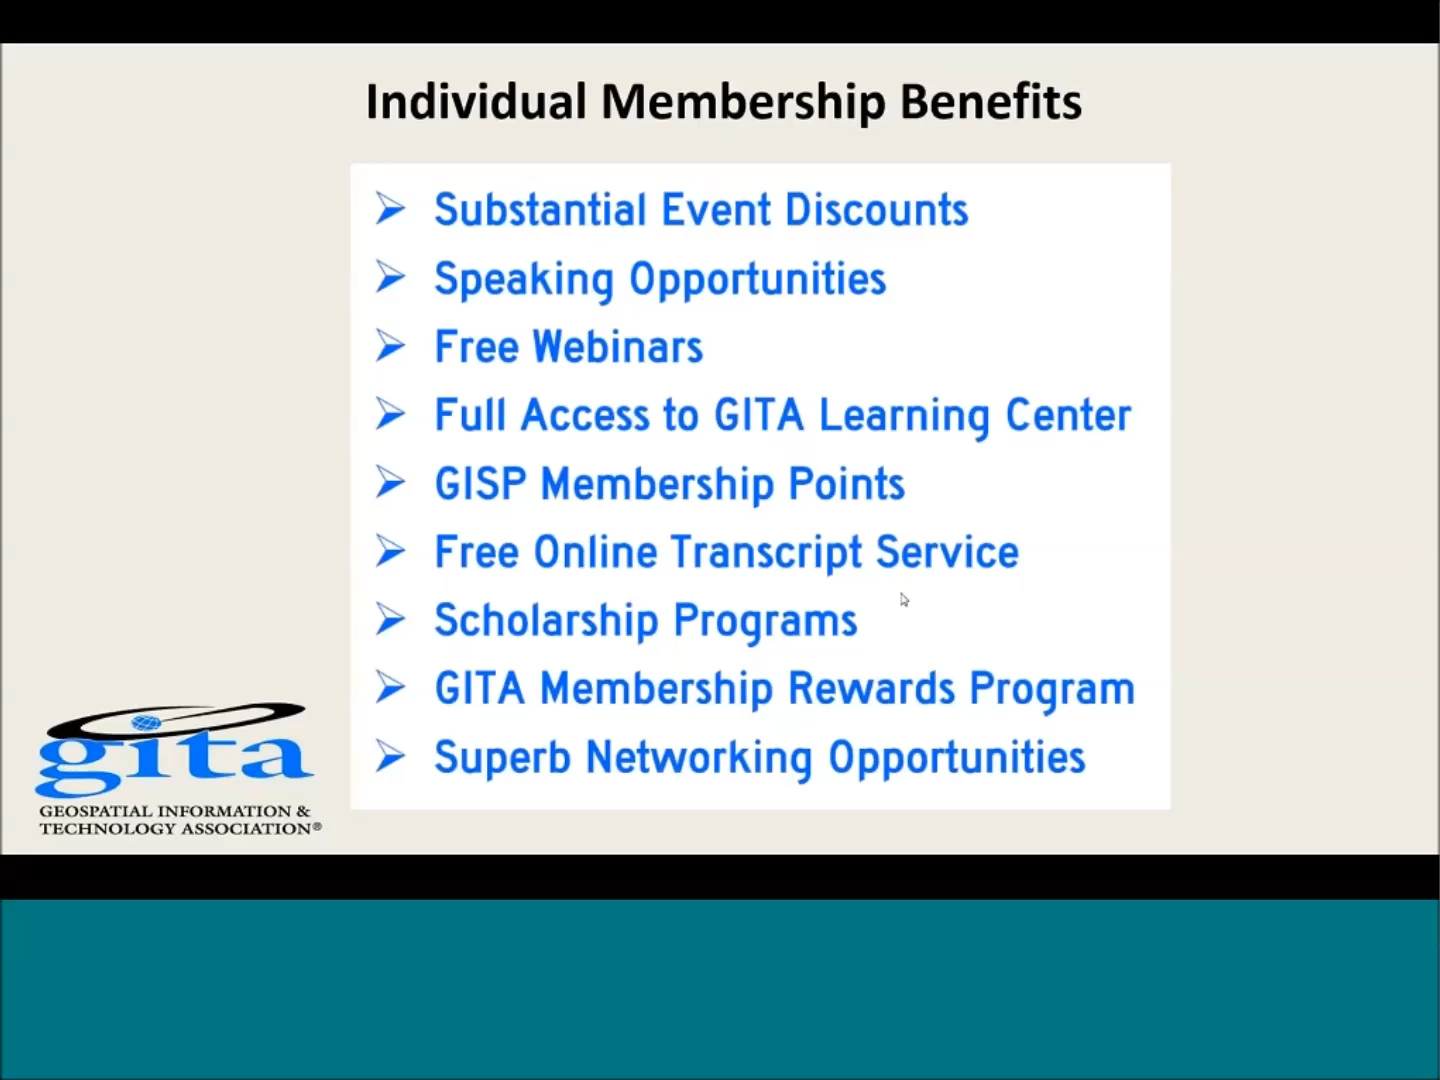 Individual Membership Benefits
Substantial Event Discounts
Speaking Opportunities
Free Webinars
Full Access to GITA Learning Center
GISP Membership Points
Free Online Transcript Service
Scholarship Programs
GITA Membership Rewards Program
Superb Networking Opportunities
gita
GEOSPATIAL INFORMATION &
TECHNOLOGY ASSOCIATION®